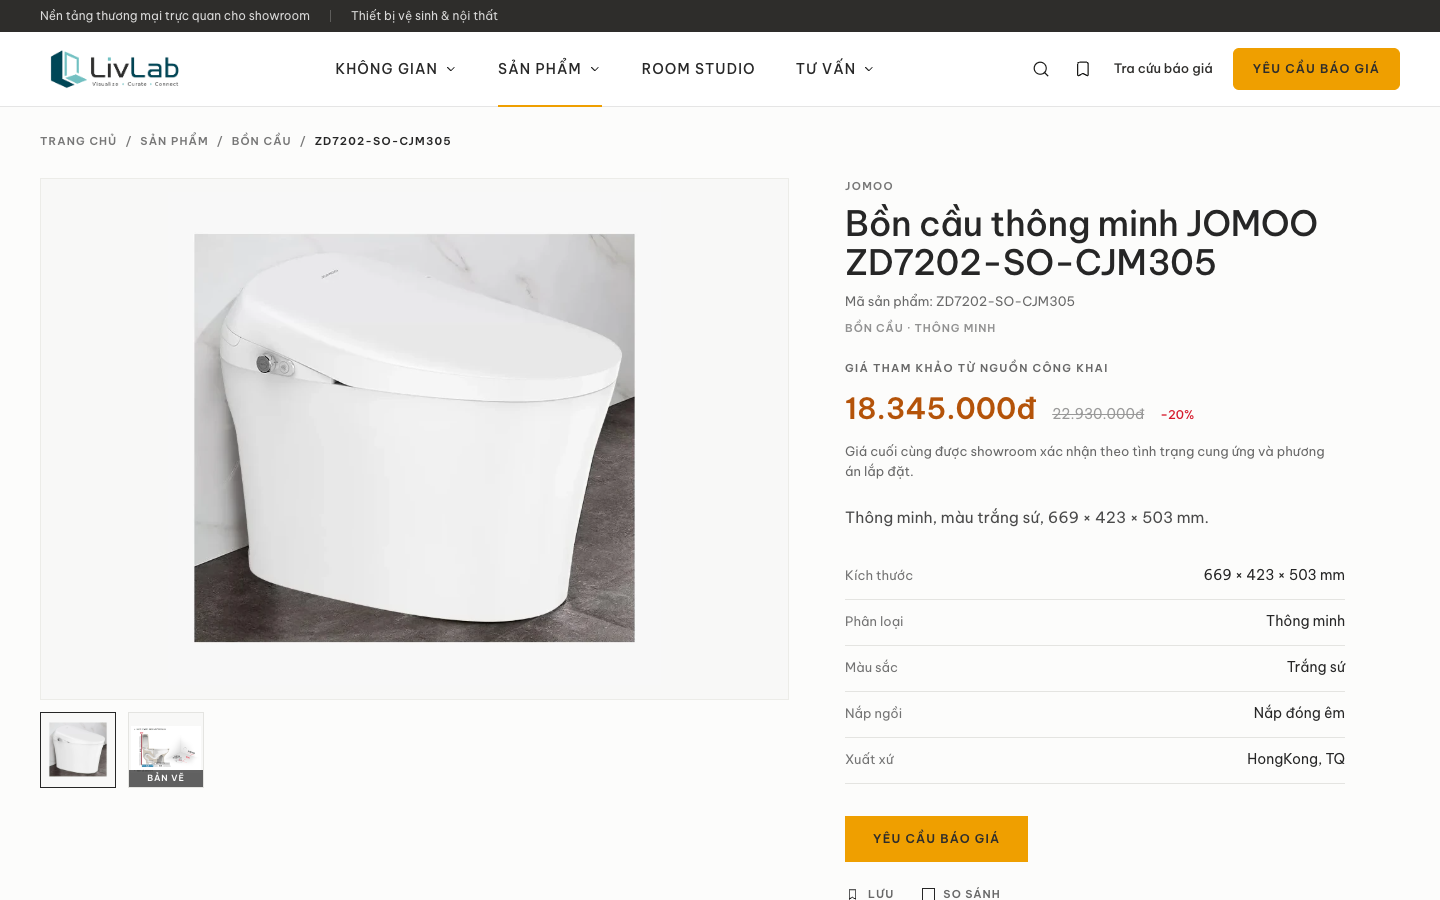 Nền tảng thương mại trực quan cho showroom
Thiết bị vệ sinh & nội thất
LivLab
Visualize • Curate • Connect
KHÔNG GIAN
SẢN PHẨM
ROOM STUDIO
TƯ VẤN
Tra cứu báo giá
YÊU CẦU BÁO GIÁ
TRANG CHỦ / SẢN PHẨM / BỒN CẦU / ZD7202-SO-CJM305
BẢN VẼ
JOMOO
Bồn cầu thông minh JOMOO
ZD7202-SO-CJM305
Mã sản phẩm: ZD7202-SO-CJM305
BỒN CẦU · THÔNG MINH
GIÁ THAM KHẢO TỪ NGUỒN CÔNG KHAI
18.345.000đ 22.930.000đ -20%
Giá cuối cùng được showroom xác nhận theo tình trạng cung ứng và phương
án lắp đặt.
Thông minh, màu trắng sứ, 669 × 423 × 503 mm.
Kích thước 669 × 423 × 503 mm
Phân loại Thông minh
Màu sắc Trắng sứ
Nắp ngồi Nắp đóng êm
Xuất xứ HongKong, TQ
YÊU CẦU BÁO GIÁ
LƯU
SO SÁNH